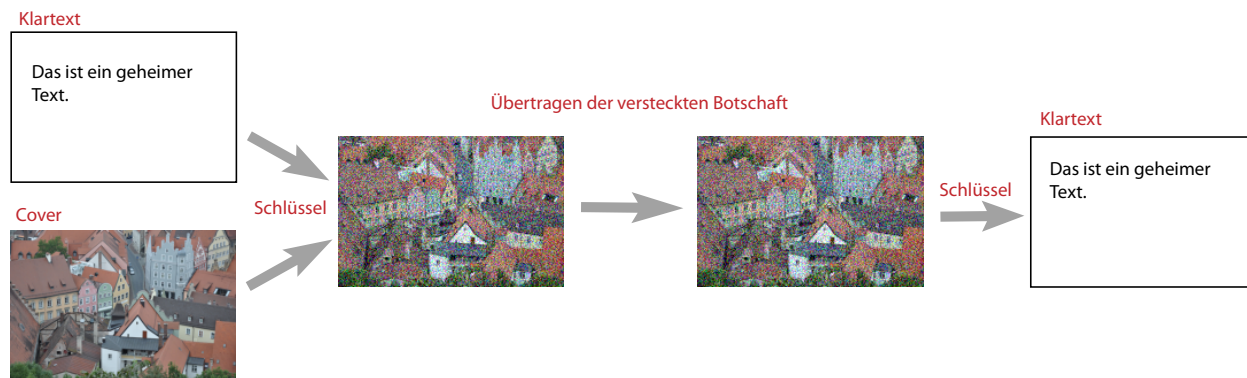 Klartext
Das ist ein geheimer
Text.
Cover
Schlüssel
Übertragen der versteckten Botschaft
Schlüssel
Klartext
Das ist ein geheimer
Text.